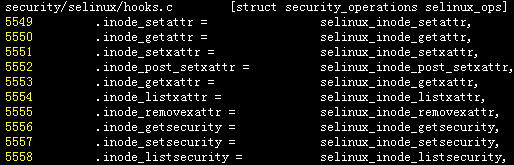 security/selinux/hooks.c [struct security_operations selinux_ops]
5549 .inode_setattr = selinux_inode_setattr,
5550 .inode_getattr = selinux_inode_getattr,
5551 .inode_setxattr = selinux_inode_setxattr,
5552 .inode_post_setxattr = selinux_inode_post_setxattr,
5553 .inode_getxattr = selinux_inode_getxattr,
5554 .inode_listxattr = selinux_inode_listxattr,
5555 .inode_removexattr = selinux_inode_removexattr,
5556 .inode_getsecurity = selinux_inode_getsecurity,
5557 .inode_setsecurity = selinux_inode_setsecurity,
5558 .inode_listsecurity = selinux_inode_listsecurity,